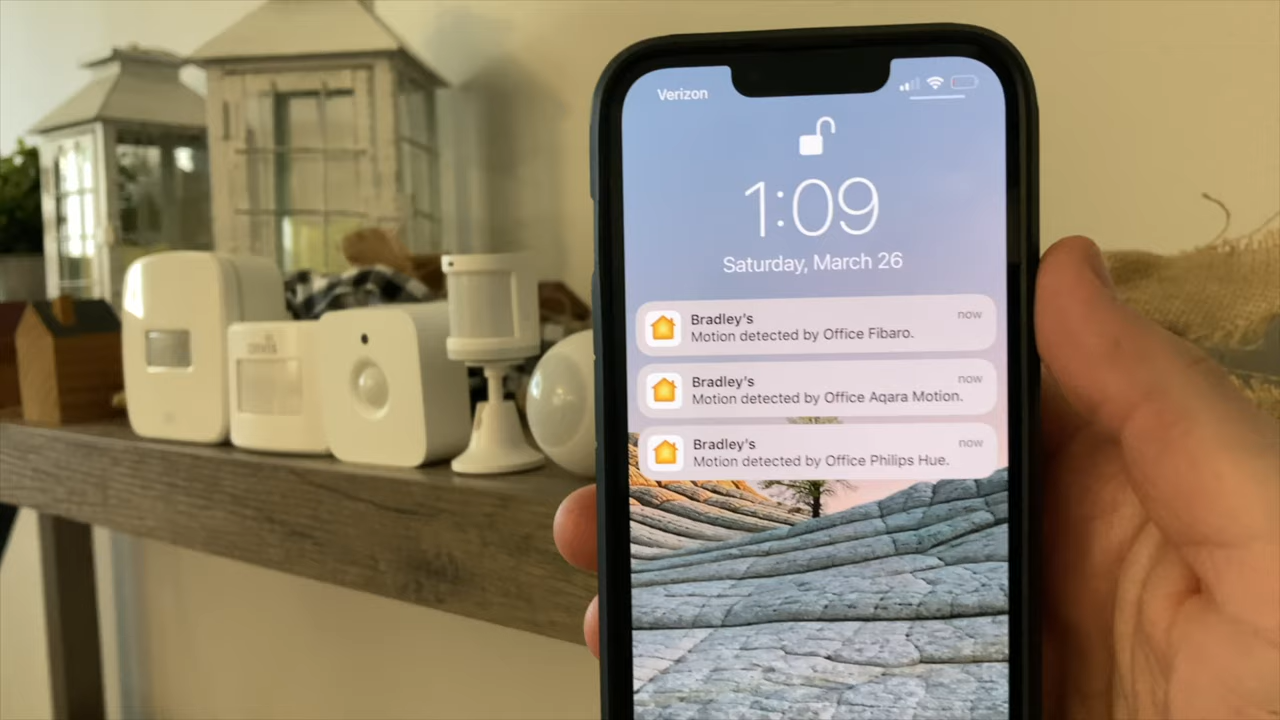 Verizon
1:09
Saturday, March 26
Bradley's now
Motion detected by Office Fibaro.
Bradley's now
Motion detected by Office Aqara Motion.
Bradley's now
Motion detected by Office Philips Hue.